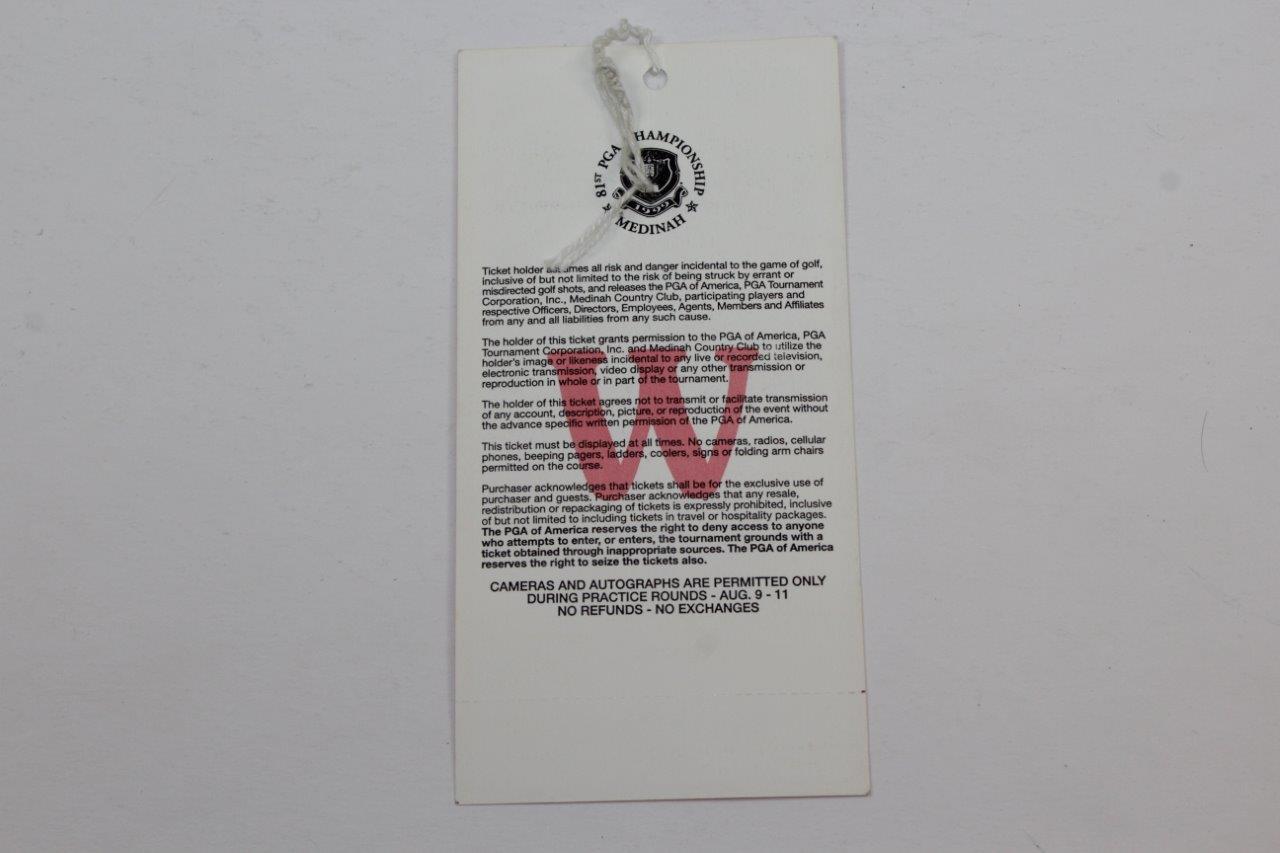 81ST PGA CHAMPIONSHIP
1999
MEDINAH
Ticket holder assumes all risk and danger incidental to the game of golf,
inclusive of but not limited to the risk of being struck by errant or
misdirected golf shots, and releases the PGA of America, PGA Tournament
Corporation, Inc., Medinah Country Club, participating players and
respective Officers, Directors, Employees, Agents, Members and Affiliates
from any and all liabilities from any such cause.
The holder of this ticket grants permission to the PGA of America, PGA
Tournament Corporation, Inc. and Medinah Country Club to utilize the
holder's image or likeness incidental to any live or recorded television,
electronic transmission, video display or any other transmission or
reproduction in whole or in part of the tournament.
W
The holder of this ticket agrees not to transmit or facilitate transmission
of any account, description, picture, or reproduction of the event without
the advance specific written permission of the PGA of America.
This ticket must be displayed at all times. No cameras, radios, cellular
phones, beeping pagers, ladders, coolers, signs or folding arm chairs
permitted on the course.
Purchaser acknowledges that tickets shall be for the exclusive use of
purchaser and guests. Purchaser acknowledges that any resale,
redistribution or repackaging of tickets is expressly prohibited, inclusive
of but not limited to including tickets in travel or hospitality packages.
The PGA of America reserves the right to deny access to anyone
who attempts to enter, or enters, the tournament grounds with a
ticket obtained through inappropriate sources. The PGA of America
reserves the right to seize the tickets also.
CAMERAS AND AUTOGRAPHS ARE PERMITTED ONLY
DURING PRACTICE ROUNDS - AUG. 9 - 11
NO REFUNDS - NO EXCHANGES